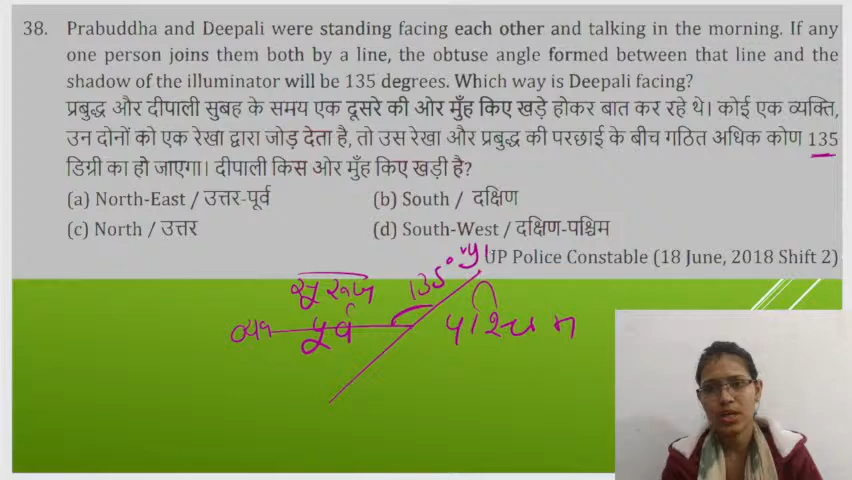 38. Prabuddha and Deepali were standing facing each other and talking in the morning. If any
one person joins them both by a line, the obtuse angle formed between that line and the
shadow of the illuminator will be 135 degrees. Which way is Deepali facing?
प्रबुद्ध और दीपाली सुबह के समय एक दूसरे की ओर मुँह किए खड़े होकर बात कर रहे थे। कोई एक व्यक्ति,
उन दोनों को एक रेखा द्वारा जोड़ देता है, तो उस रेखा और प्रबुद्ध की परछाई के बीच गठित अधिक कोण 135
डिग्री का हो जाएगा। दीपाली किस ओर मुँह किए खड़ी है?
(a) North-East / उत्तर-पूर्व (b) South / दक्षिण
(c) North / उत्तर (d) South-West / दक्षिण-पश्चिम
UP Police Constable (18 June, 2018 Shift 2)
सूरज 135°
पूर्व पश्चिम